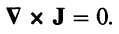 ∇ × J = 0.